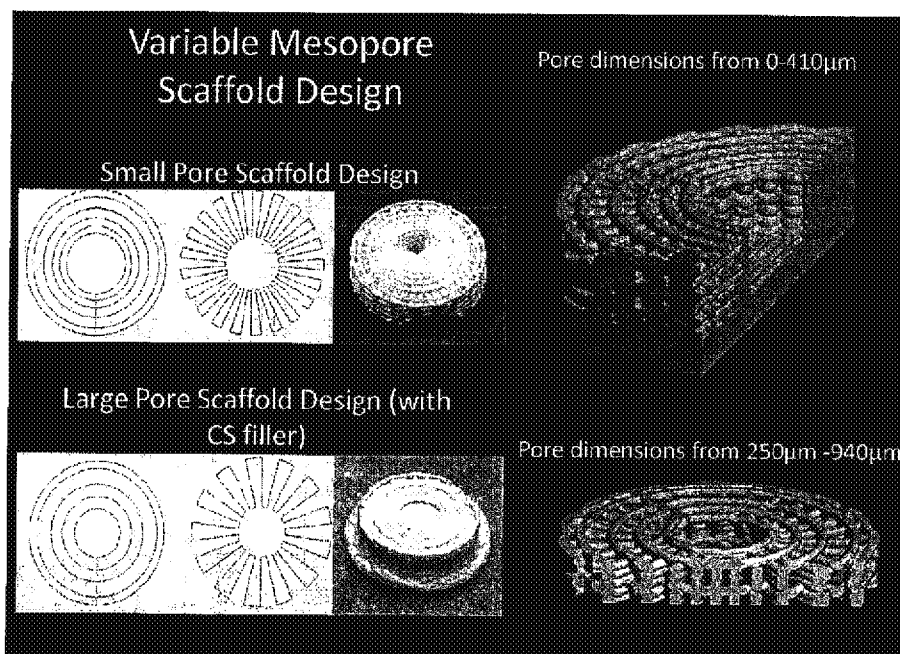 Variable Mesopore
Scaffold Design
Pore dimensions from 0-410µm
Small Pore Scaffold Design
Large Pore Scaffold Design (with
CS filler)
Pore dimensions from 250µm -940µm